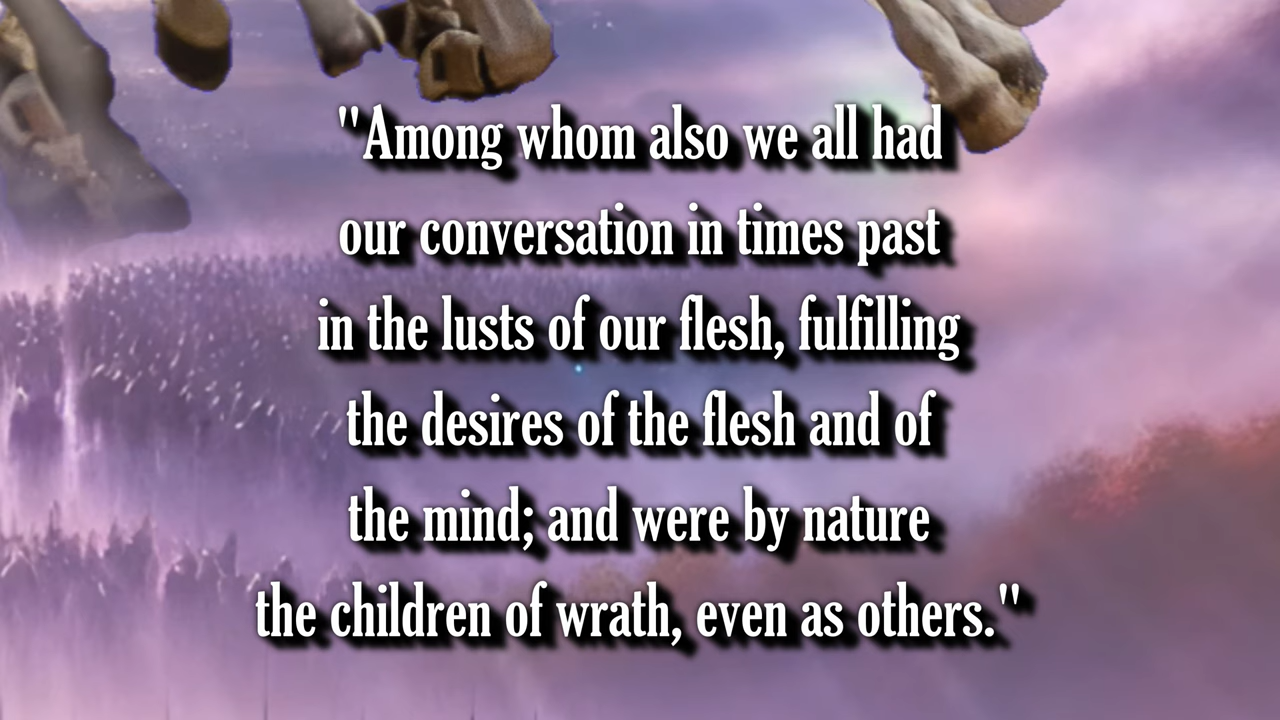 "Among whom also we all had
our conversation in times past
in the lusts of our flesh, fulfilling
the desires of the flesh and of
the mind; and were by nature
the children of wrath, even as others."